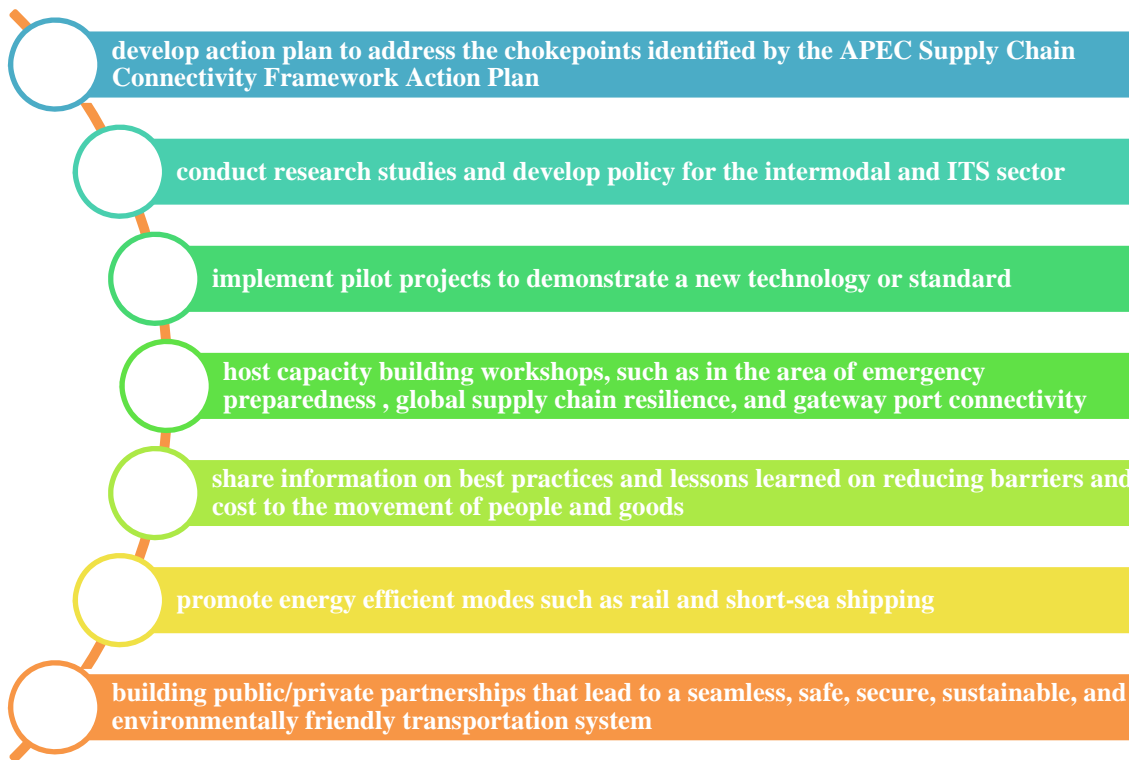 develop action plan to address the chokepoints identified by the APEC Supply Chain
Connectivity Framework Action Plan
conduct research studies and develop policy for the intermodal and ITS sector
implement pilot projects to demonstrate a new technology or standard
host capacity building workshops, such as in the area of emergency
preparedness , global supply chain resilience, and gateway port connectivity
share information on best practices and lessons learned on reducing barriers and
cost to the movement of people and goods
promote energy efficient modes such as rail and short-sea shipping
building public/private partnerships that lead to a seamless, safe, secure, sustainable, and
environmentally friendly transportation system